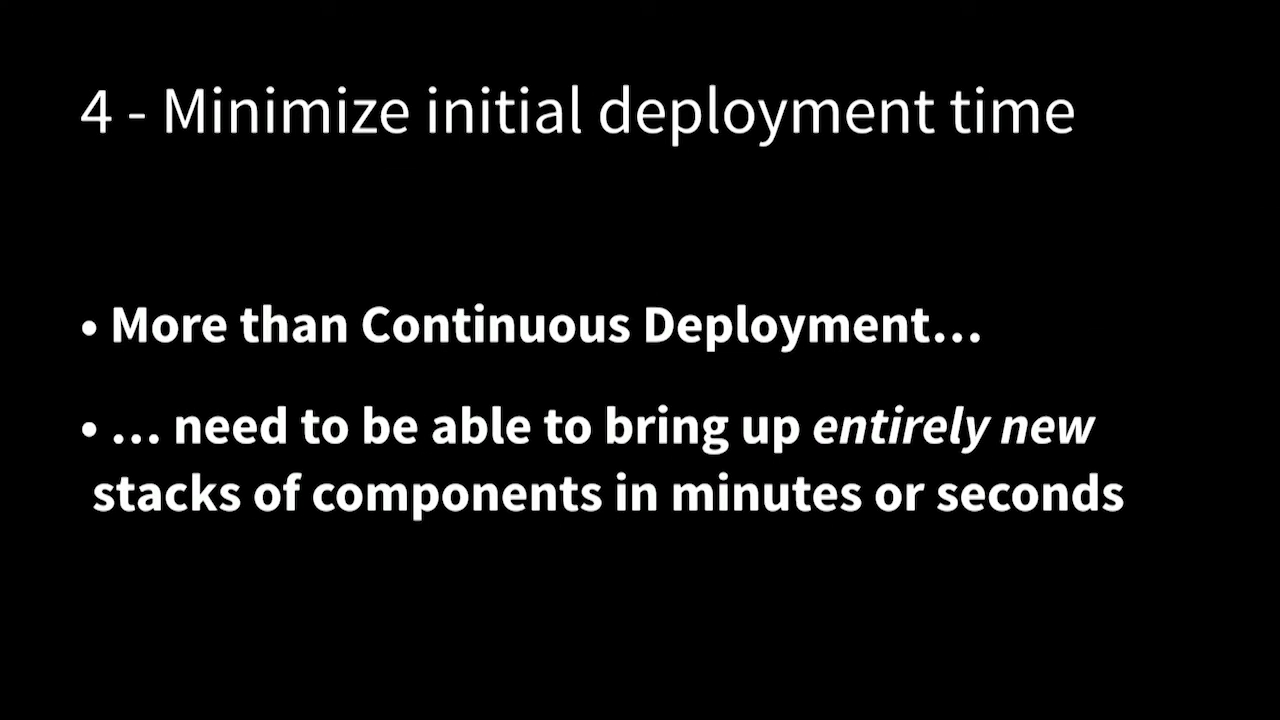 4 - Minimize initial deployment time
• More than Continuous Deployment…
• … need to be able to bring up entirely new
stacks of components in minutes or seconds